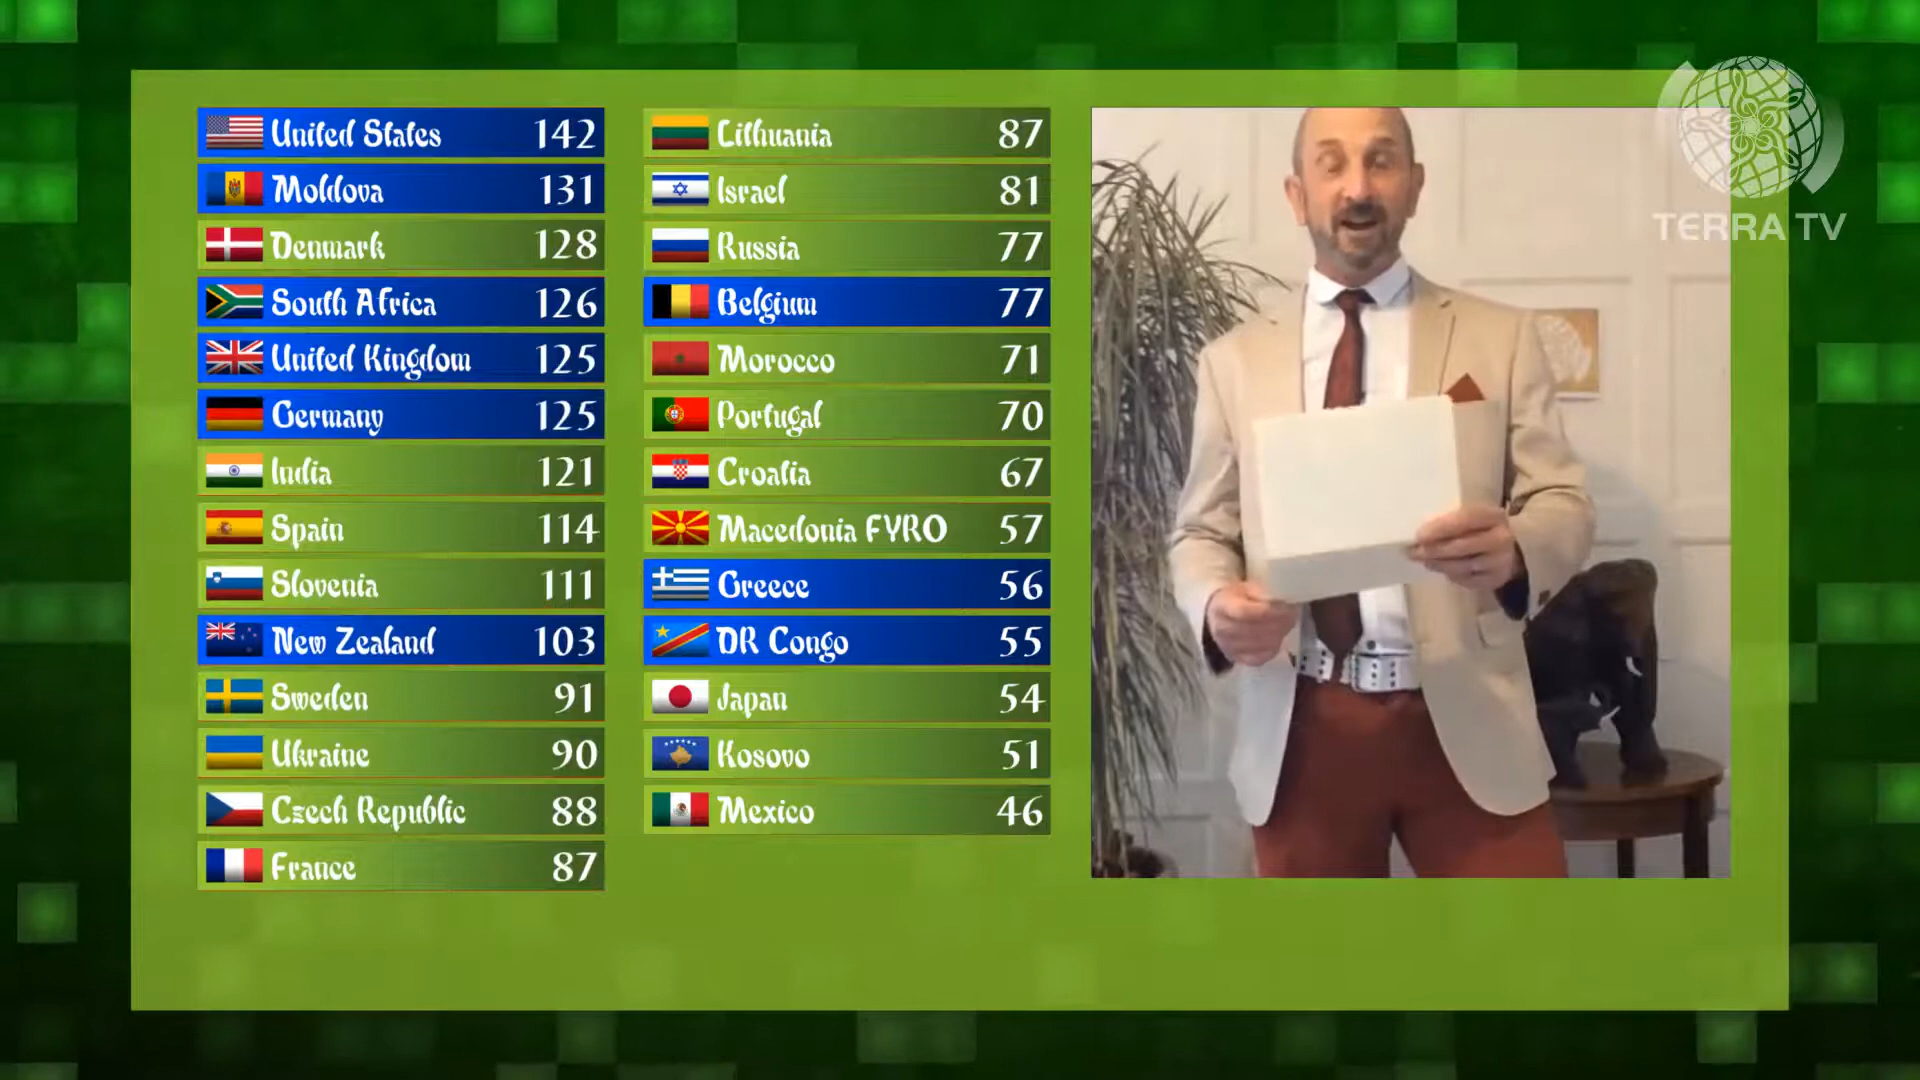 United States 142
Moldova 131
Denmark 128
South Africa 126
United Kingdom 125
Germany 125
India 121
Spain 114
Slovenia 111
New Zealand 103
Sweden 91
Ukraine 90
Czech Republic 88
France 87
Lithuania 87
Israel 81
Russia 77
Belgium 77
Morocco 71
Portugal 70
Croatia 67
Macedonia FYRO 57
Greece 56
DR Congo 55
Japan 54
Kosovo 51
Mexico 46
TERRA TV